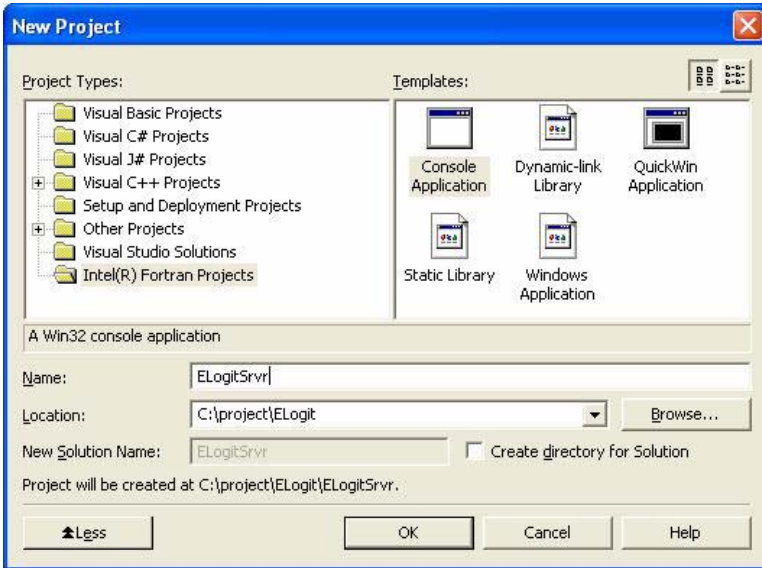 New Project
Project Types:
Templates:
Visual Basic Projects
Visual C# Projects
Visual J# Projects
Visual C++ Projects
Setup and Deployment Projects
Other Projects
Visual Studio Solutions
Intel(R) Fortran Projects
Console Application
Dynamic-link Library
QuickWin Application
Static Library
Windows Application
A Win32 console application
Name:
ELogitSrvr
Location:
C:\project\ELogit
Browse...
New Solution Name:
ELogitSrvr
Create directory for Solution
Project will be created at C:\project\ELogit\ELogitSrvr.
Less
OK
Cancel
Help